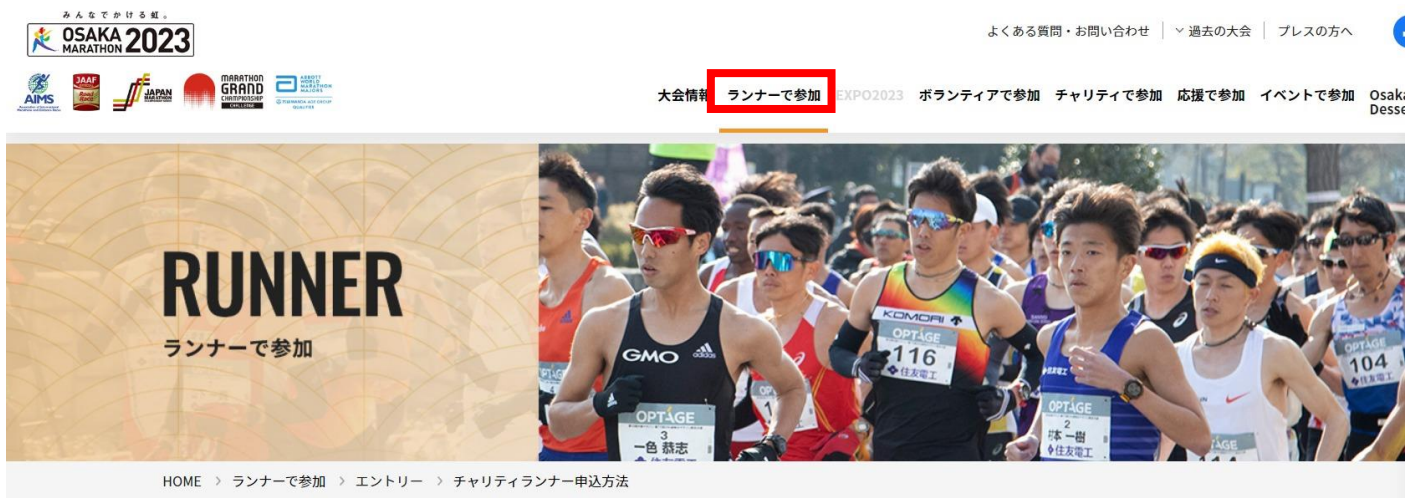 みんなでかける虹。
OSAKA
MARATHON 2023
よくある質問・お問い合わせ
過去の大会
プレスの方へ
AIMS
JAAF
Road
Race
JAPAN
MARATHON
GRAND
CHAMPIONSHIP
CHALLENGE
ABBOTT
WORLD
MARATHON
MAJORS
大会情報 ランナーで参加 EXPO2023 ボランティアで参加 チャリティで参加 応援で参加 イベントで参加 Osaka
Desse
RUNNER
ランナーで参加
GMO adidas
OPTAGE
3
一色 恭志
KOMORI
OPTAGE
116
住友電工
OPTAGE
2
住友電工
OPTAGE
104
住友電工
HOME > ランナーで参加 > エントリー > チャリティランナー申込方法